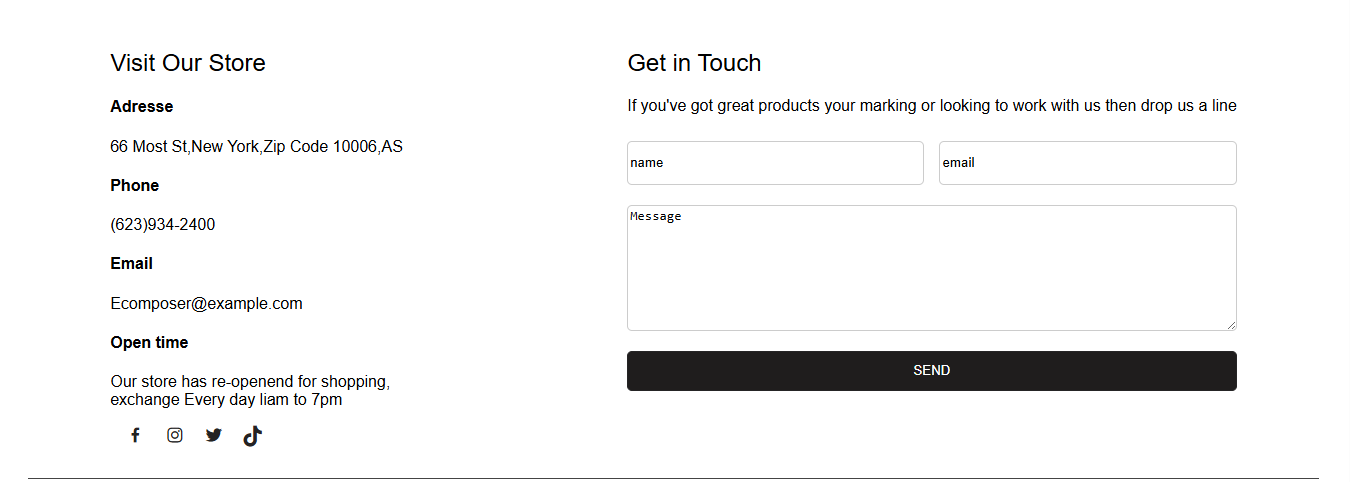 Visit Our Store
Adresse
66 Most St,New York,Zip Code 10006,AS
Phone
(623)934-2400
Email
Ecomposer@example.com
Open time
Our store has re-openend for shopping,
exchange Every day liam to 7pm
Get in Touch
If you've got great products your marking or looking to work with us then drop us a line
name
email
Message
SEND